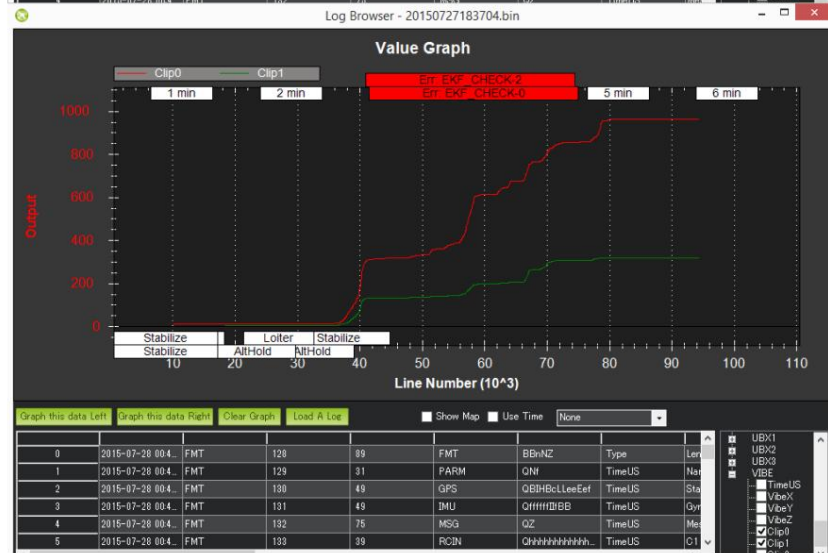 Log Browser - 20150727183704.bin
Value Graph
Clip0 Clip1
Err: EKF_CHECK-2
1 min 2 min Err: EKF_CHECK-0 5 min 6 min
1000
800
600
400
200
0
Output
Stabilize Loiter Stabilize
Stabilize AltHold AltHold
10 20 30 40 50 60 70 80 90 100 110
Line Number (10^3)
Graph this data Left Graph this data Right Clear Graph Load A Log Show Map Use Time None
0 2015-07-28 00:4... FMT 128 89 FMT BBnNZ Type Len
1 2015-07-28 00:4... FMT 129 31 PARM QNf TimeUS Nar
2 2015-07-28 00:4... FMT 130 49 GPS QBIHBcLLeeEef TimeUS Sta
3 2015-07-28 00:4... FMT 131 49 IMU QffffffIIfBB TimeUS Gyr
4 2015-07-28 00:4... FMT 132 75 MSG QZ TimeUS Mes
5 2015-07-28 00:4... FMT 133 39 RCIN TimeUS C1
UBX1
UBX2
UBX3
VIBE
TimeUS
VibeX
VibeY
VibeZ
Clip0
Clip1